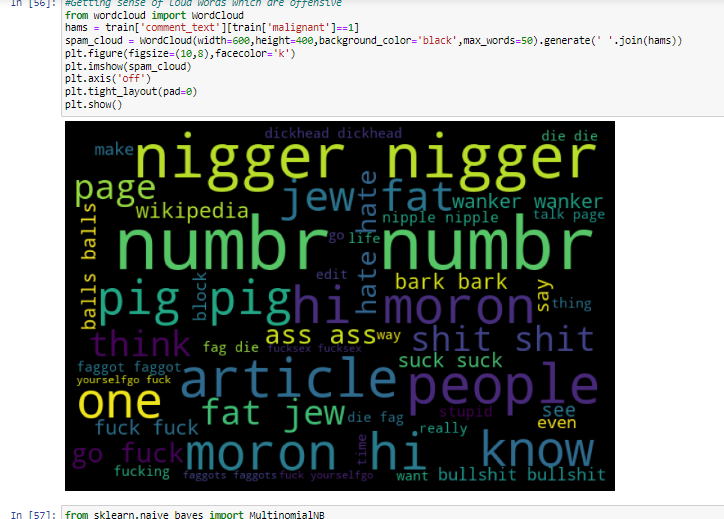 In [56]: #Getting sense of loud words which are offensive
from wordcloud import WordCloud
hams = train['comment_text'][train['malignant']==1]
spam_cloud = WordCloud(width=600,height=400,background_color='black',max_words=50).generate(' '.join(hams))
plt.figure(figsize=(10,8),facecolor='k')
plt.imshow(spam_cloud)
plt.axis('off')
plt.tight_layout(pad=0)
plt.show()
dickhead dickhead
die die
make
nigger nigger
page
jew fat
wanker wanker
wikipedia
nipple nipple
talk page
hate hate
balls balls
numbr numbr
go life
edit
bark bark
block
pig pig
hi moron
say
thing
think
ass ass
way
shit shit
fag die
fucksex fucksex
suck suck
faggot faggot
yourselfgo fuck
article
people
one
fat jew
die fag
stupid
see
even
fuck fuck
really
go fuck
moron hi
time
know
fucking
faggots faggots
fuck yourselfgo
want
bullshit bullshit
In [57]: from sklearn.naive_bayes import MultinomialNB